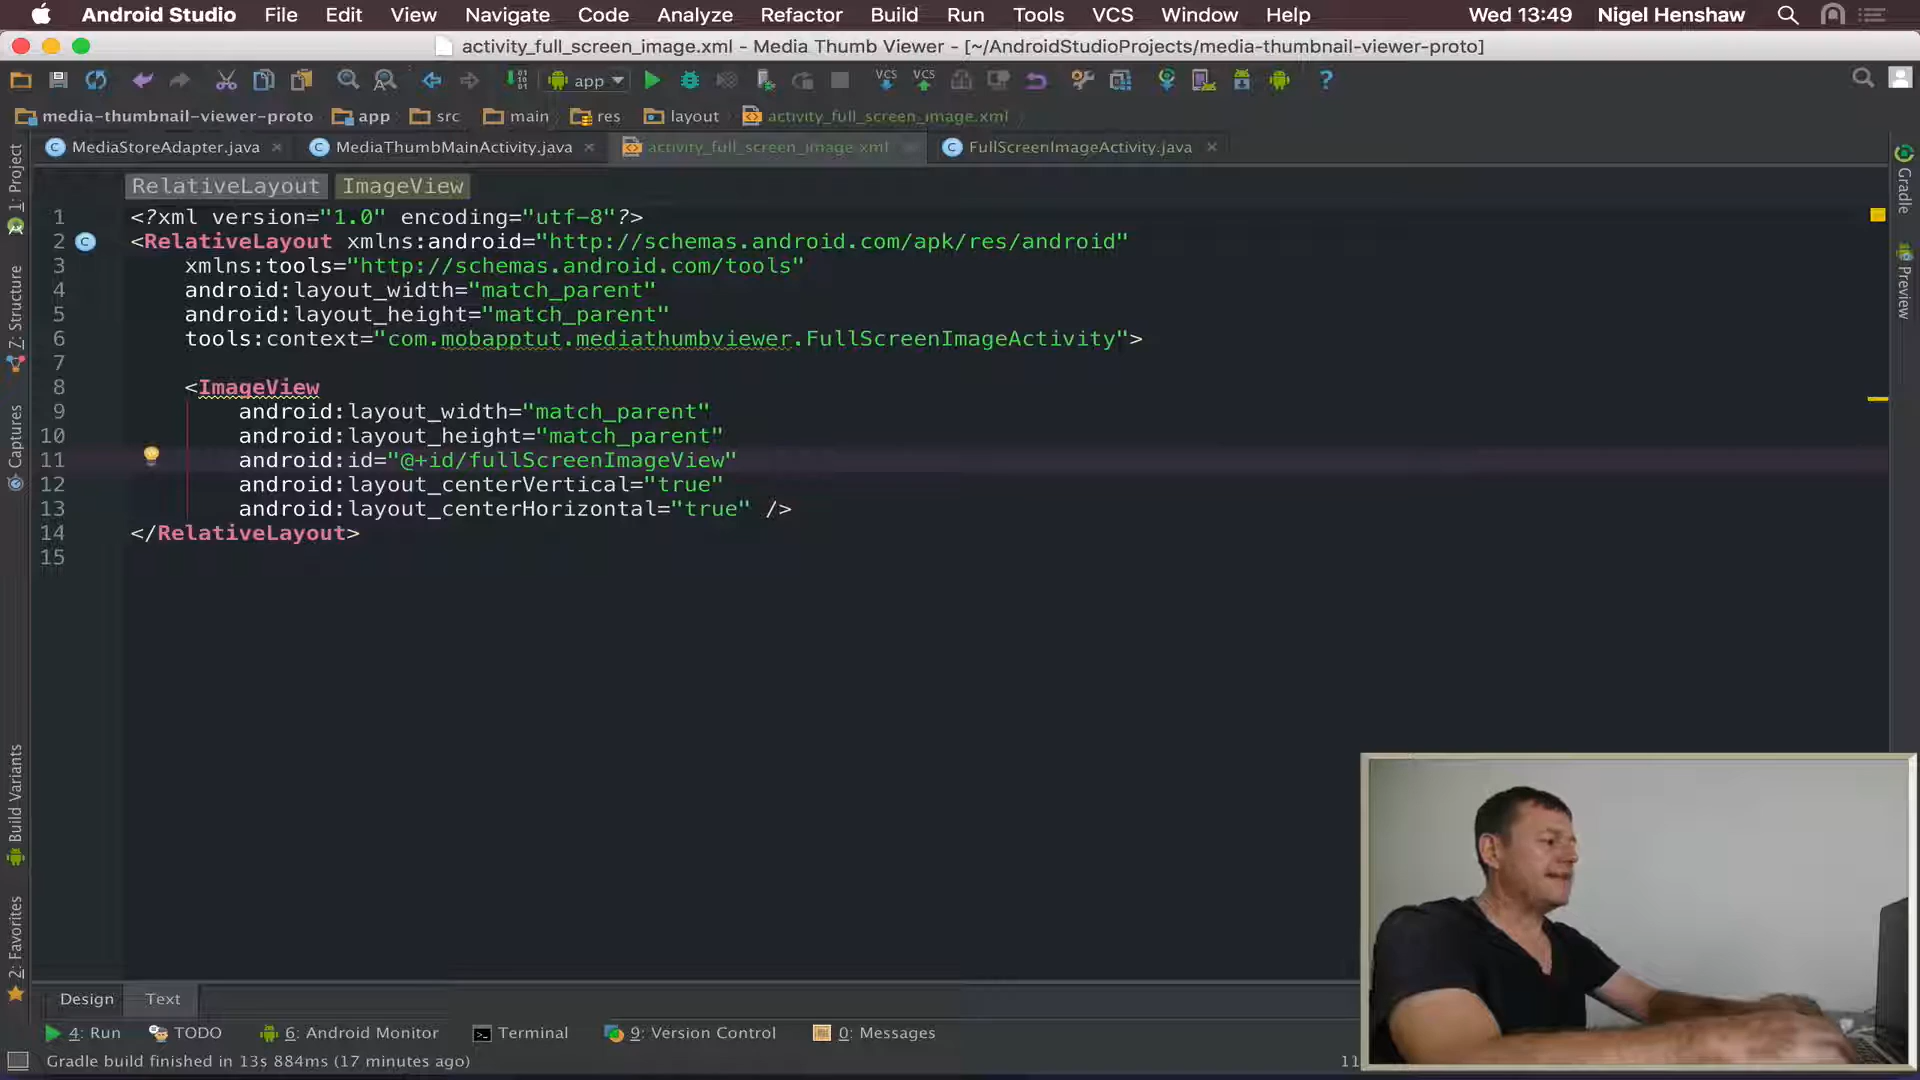 Android Studio File Edit View Navigate Code Analyze Refactor Build Run Tools VCS Window Help Wed 13:49 Nigel Henshaw
activity_full_screen_image.xml - Media Thumb Viewer - [~/AndroidStudioProjects/media-thumbnail-viewer-proto]
app VCS VCS ?
media-thumbnail-viewer-proto app src main res layout activity_full_screen_image.xml
MediaStoreAdapter.java MediaThumbMainActivity.java activity_full_screen_image.xml FullScreenImageActivity.java
RelativeLayout ImageView
1 <?xml version="1.0" encoding="utf-8"?>
2 <RelativeLayout xmlns:android="http://schemas.android.com/apk/res/android"
3 xmlns:tools="http://schemas.android.com/tools"
4 android:layout_width="match_parent"
5 android:layout_height="match_parent"
6 tools:context="com.mobapptut.mediathumbviewer.FullScreenImageActivity">
7
8 <ImageView
9 android:layout_width="match_parent"
10 android:layout_height="match_parent"
11 android:id="@+id/fullScreenImageView"
12 android:layout_centerVertical="true"
13 android:layout_centerHorizontal="true" />
14 </RelativeLayout>
15
1: Project
7: Structure
Captures
Build Variants
2: Favorites
Gradle
Preview
Design Text
4: Run TODO 6: Android Monitor Terminal 9: Version Control 0: Messages
Gradle build finished in 13s 884ms (17 minutes ago) 11